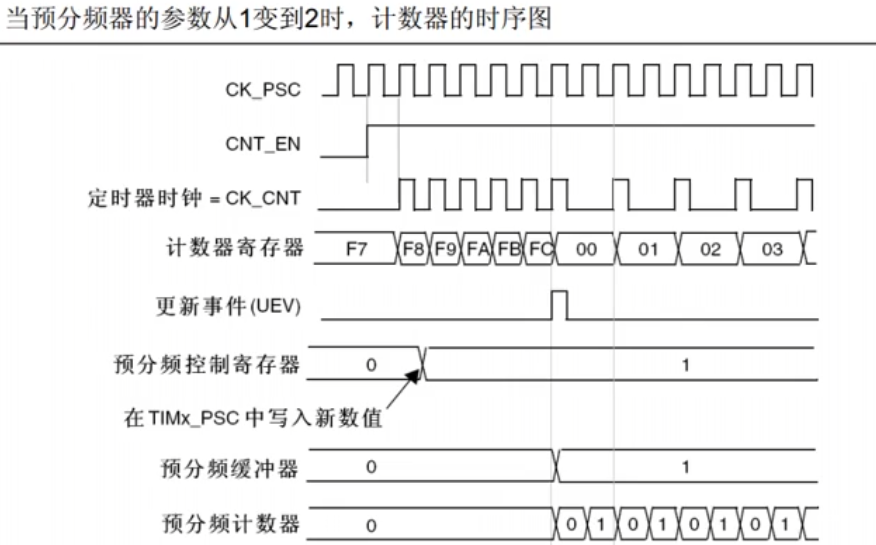 当预分频器的参数从1变到2时，计数器的时序图
CK_PSC
CNT_EN
定时器时钟 = CK_CNT
计数器寄存器 F7 F8 F9 FA FB FC 00 01 02 03
更新事件(UEV)
预分频控制寄存器 0 1
在TIMx_PSC 中写入新数值
预分频缓冲器 0 1
预分频计数器 0 0 1 0 1 0 1 0 1